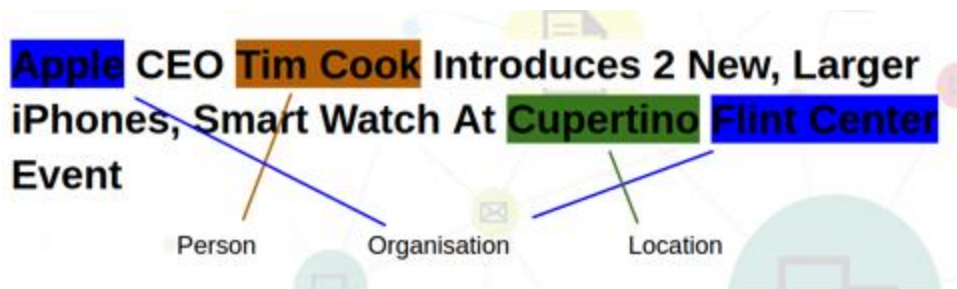 Apple CEO Tim Cook Introduces 2 New, Larger
iPhones, Smart Watch At Cupertino Flint Center
Event
Person Organisation Location